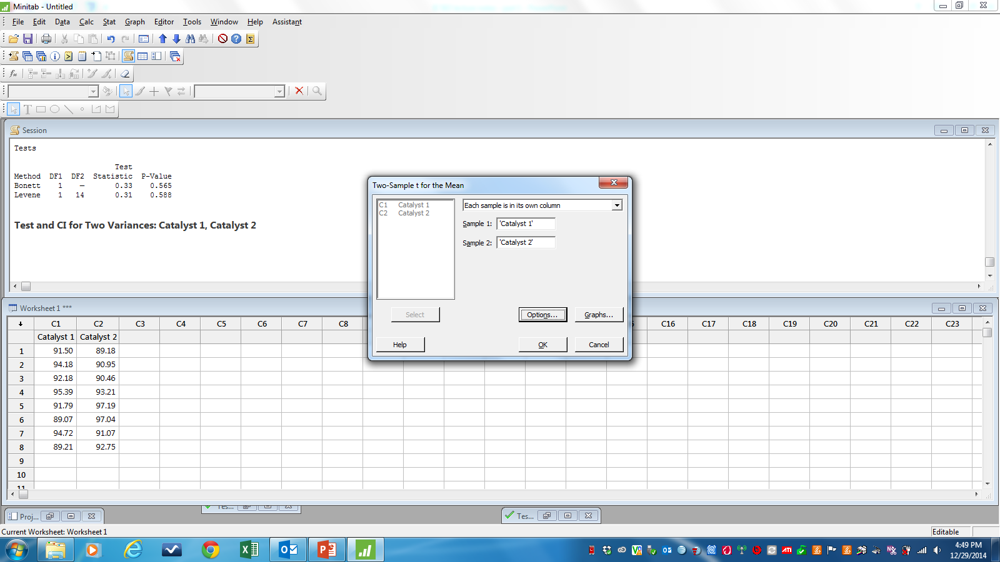 Minitab - Untitled
File Edit Data Calc Stat Graph Editor Tools Window Help Assistant
Session
Tests
Test
Method DF1 DF2 Statistic P-Value
Bonett 1 — 0.33 0.565
Levene 1 14 0.31 0.588
Test and CI for Two Variances: Catalyst 1, Catalyst 2
Two-Sample t for the Mean
C1 Catalyst 1
C2 Catalyst 2
Each sample is in its own column
Sample 1: 'Catalyst 1'
Sample 2: 'Catalyst 2'
Select
Options...
Graphs...
Help
OK
Cancel
Worksheet 1 ***
C1 C2 C3 C4 C5 C6 C7 C8 C16 C17 C18 C19 C20 C21 C22 C23
Catalyst 1 Catalyst 2
1 91.50 89.18
2 94.18 90.95
3 92.18 90.46
4 95.39 93.21
5 91.79 97.19
6 89.07 97.04
7 94.72 91.07
8 89.21 92.75
9
10
11
Proj...
Tes...
Tes...
Current Worksheet: Worksheet 1
Editable
4:49 PM
12/29/2014